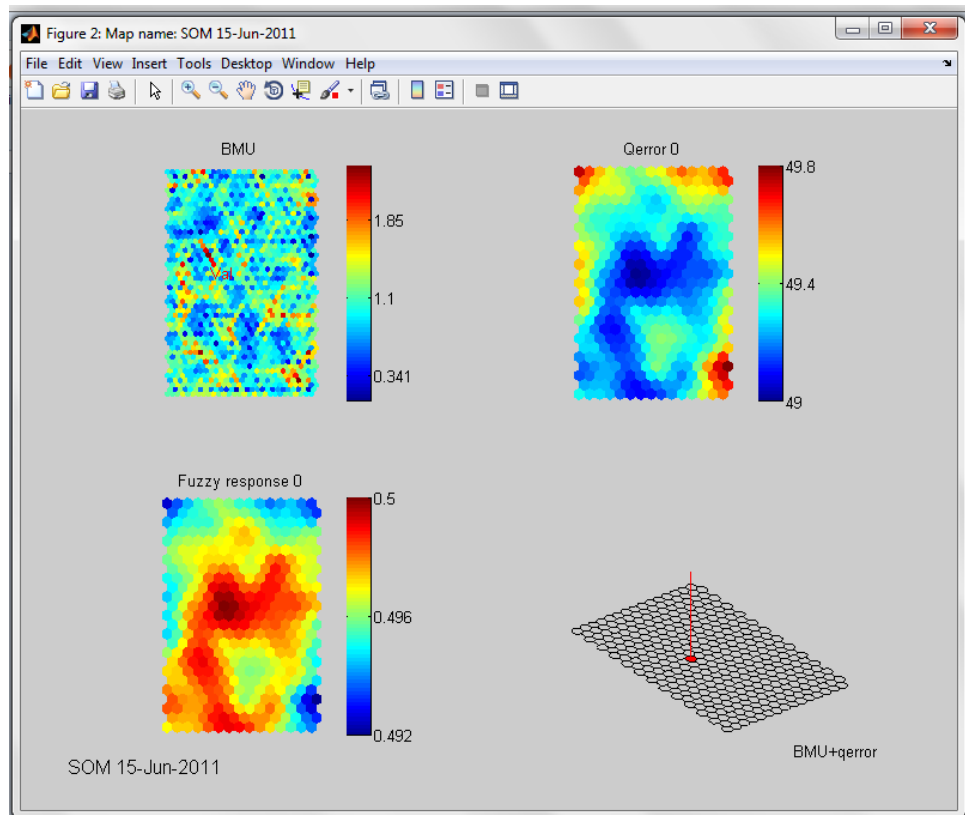 Figure 2: Map name: SOM 15-Jun-2011
File Edit View Insert Tools Desktop Window Help
BMU
1.85
1.1
0.341
Val
Qerror 0
49.8
49.4
49
Fuzzy response 0
0.5
0.496
0.492
BMU+qerror
SOM 15-Jun-2011